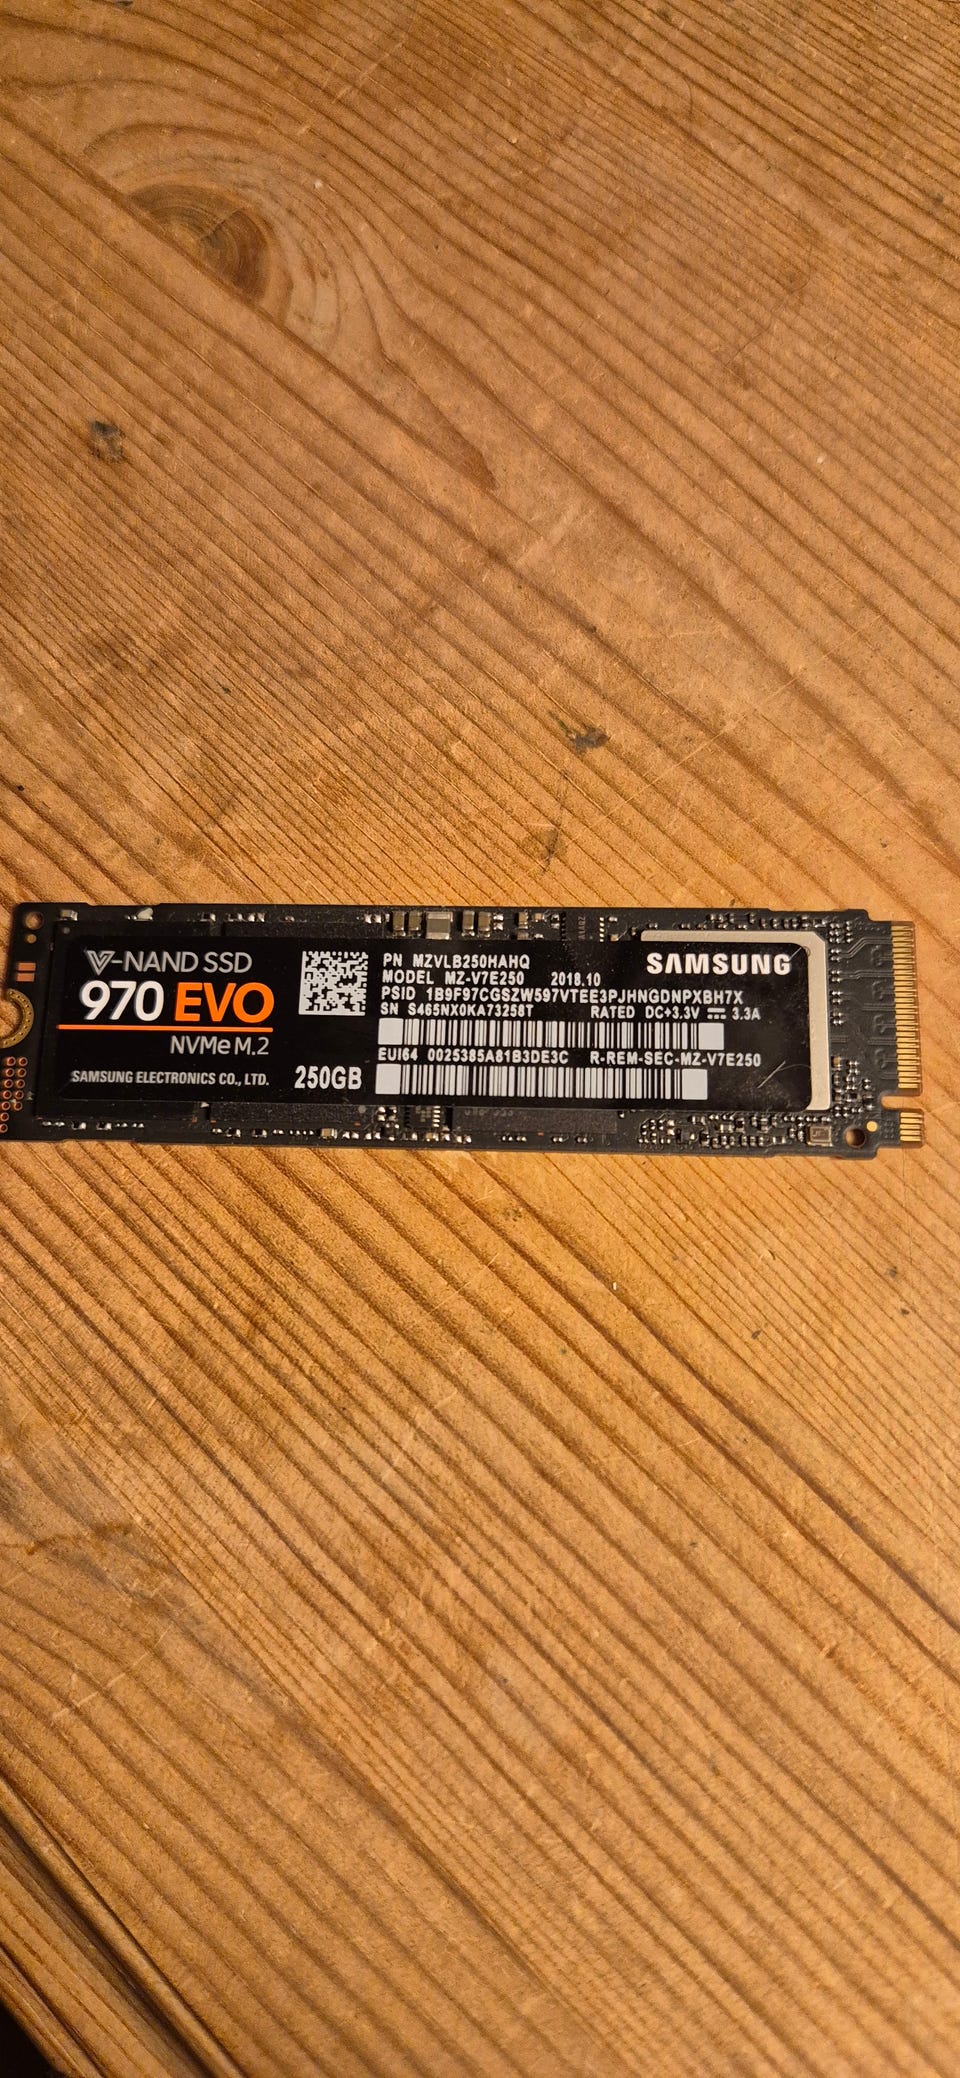 V-NAND SSD
970 EVO
NVMe M.2
SAMSUNG ELECTRONICS CO., LTD.
250GB
PN MZVLB250HAHQ
MODEL MZ-V7E250 2018.10
PSID 1B9F97CGSZW597VTEE3PJHNGDNPXBH7X
SN S465NX0KA73258T RATED DC+3.3V ⎓ 3.3A
EUI64 0025385A81B3DE3C R-REM-SEC-MZ-V7E250
SAMSUNG